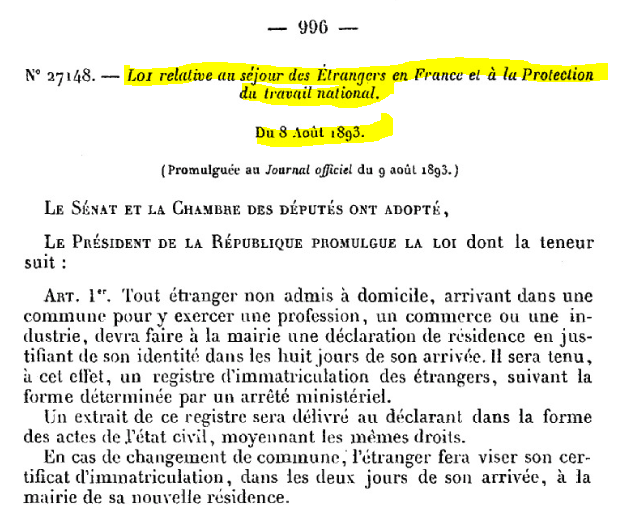 — 996 —
N° 27148. — Loi relative au séjour des Étrangers en France et à la Protection
du travail national.
Du 8 Août 1893.
(Promulguée au Journal officiel du 9 août 1893.)
Le Sénat et la Chambre des députés ont adopté,
Le Président de la République promulgue la loi dont la teneur
suit :
Art. 1er. Tout étranger non admis à domicile, arrivant dans une
commune pour y exercer une profession, un commerce ou une in-
dustrie, devra faire à la mairie une déclaration de résidence en jus-
tifiant de son identité dans les huit jours de son arrivée. Il sera tenu,
à cet effet, un registre d'immatriculation des étrangers, suivant la
forme déterminée par un arrêté ministériel.
Un extrait de ce registre sera délivré au déclarant dans la forme
des actes de l'état civil, moyennant les mêmes droits.
En cas de changement de commune, l'étranger fera viser son cer-
tificat d'immatriculation, dans les deux jours de son arrivée, à la
mairie de sa nouvelle résidence.